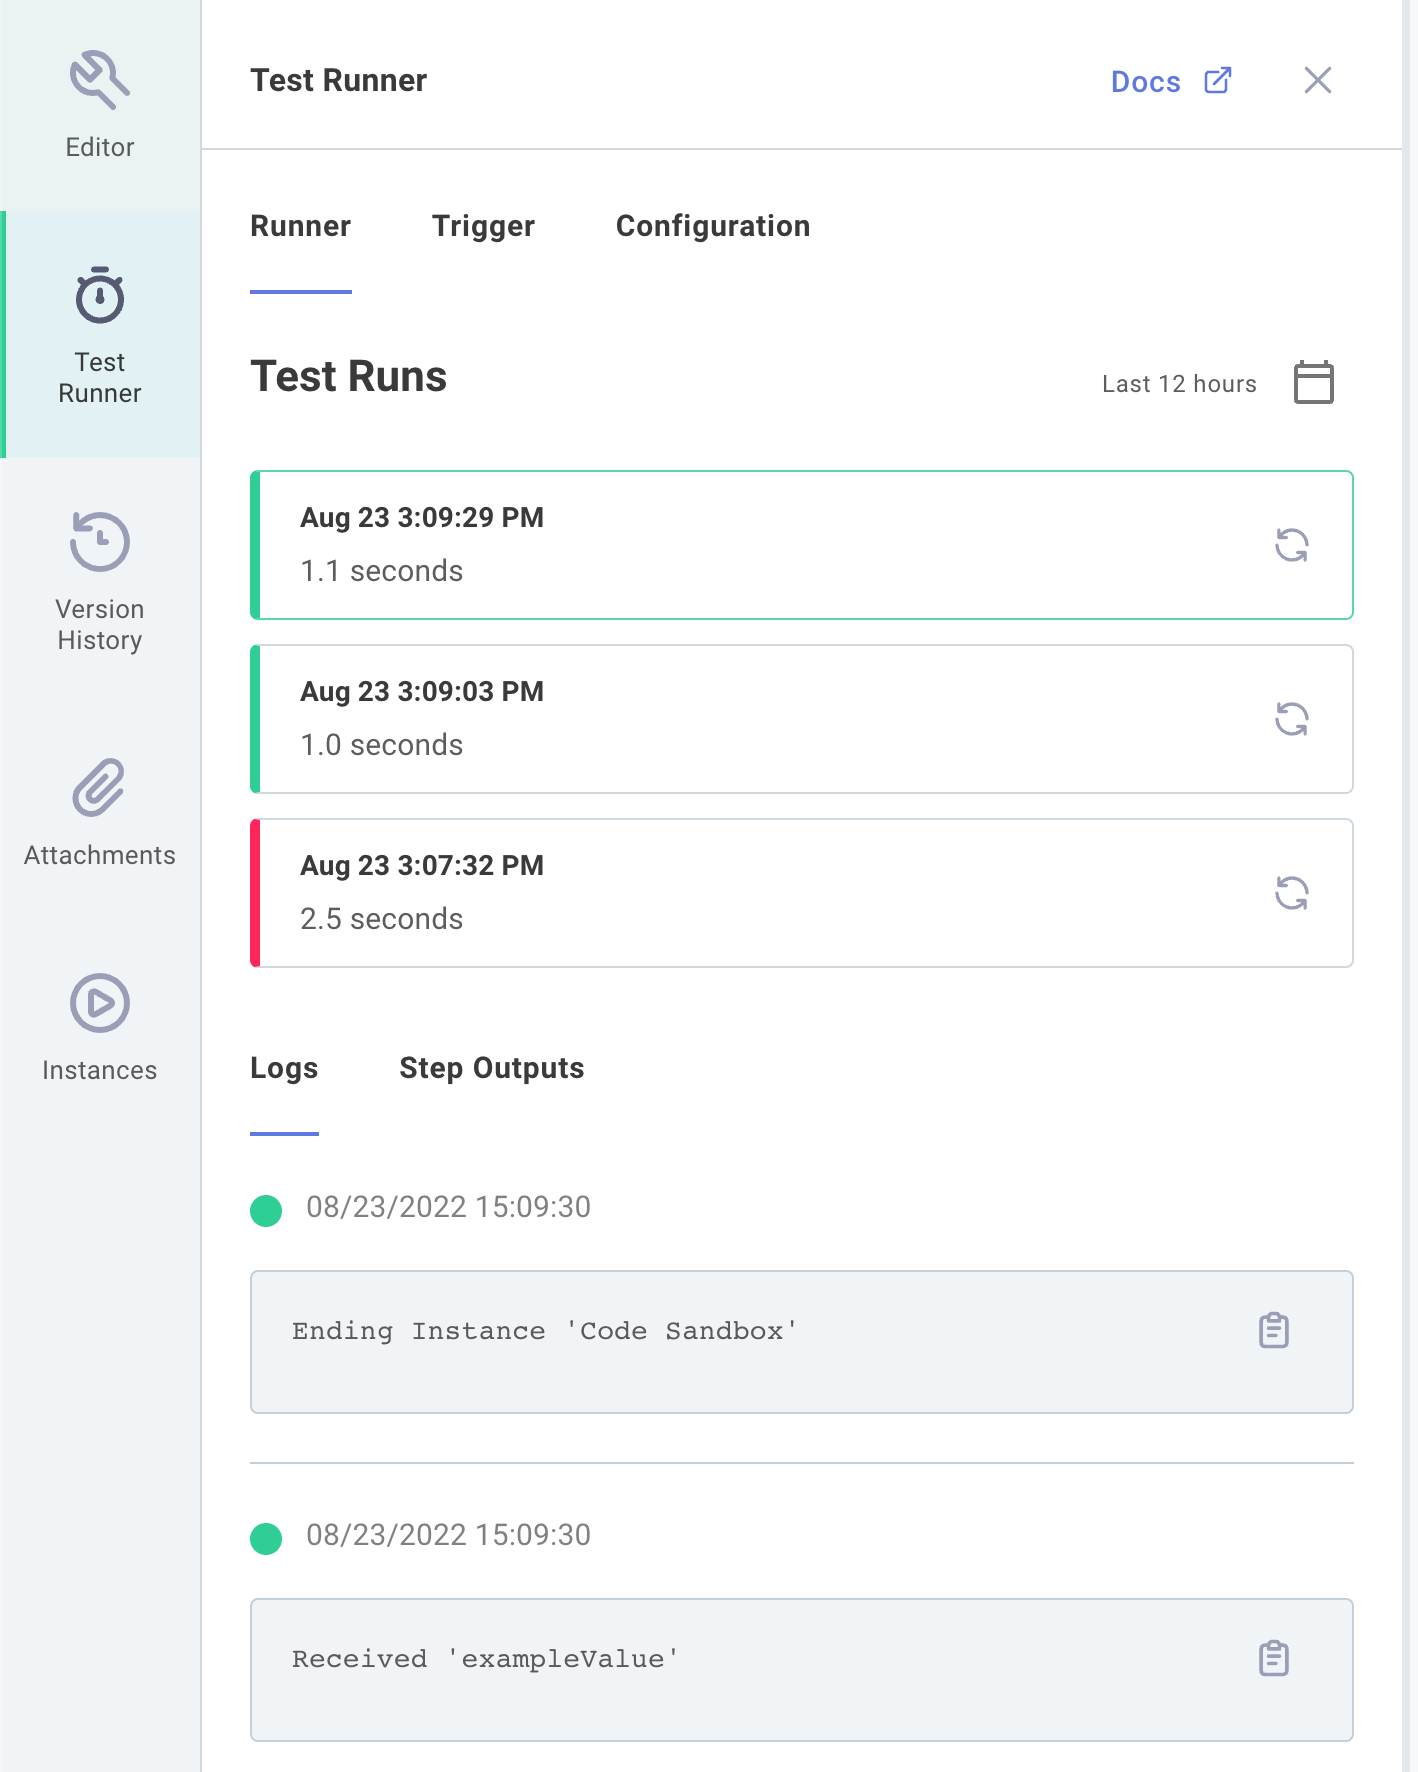 Editor
Test
Runner
Version
History
Attachments
Instances
Test Runner
Docs
Runner
Trigger
Configuration
Test Runs
Last 12 hours
Aug 23 3:09:29 PM
1.1 seconds
Aug 23 3:09:03 PM
1.0 seconds
Aug 23 3:07:32 PM
2.5 seconds
Logs
Step Outputs
08/23/2022 15:09:30
Ending Instance 'Code Sandbox'
08/23/2022 15:09:30
Received 'exampleValue'